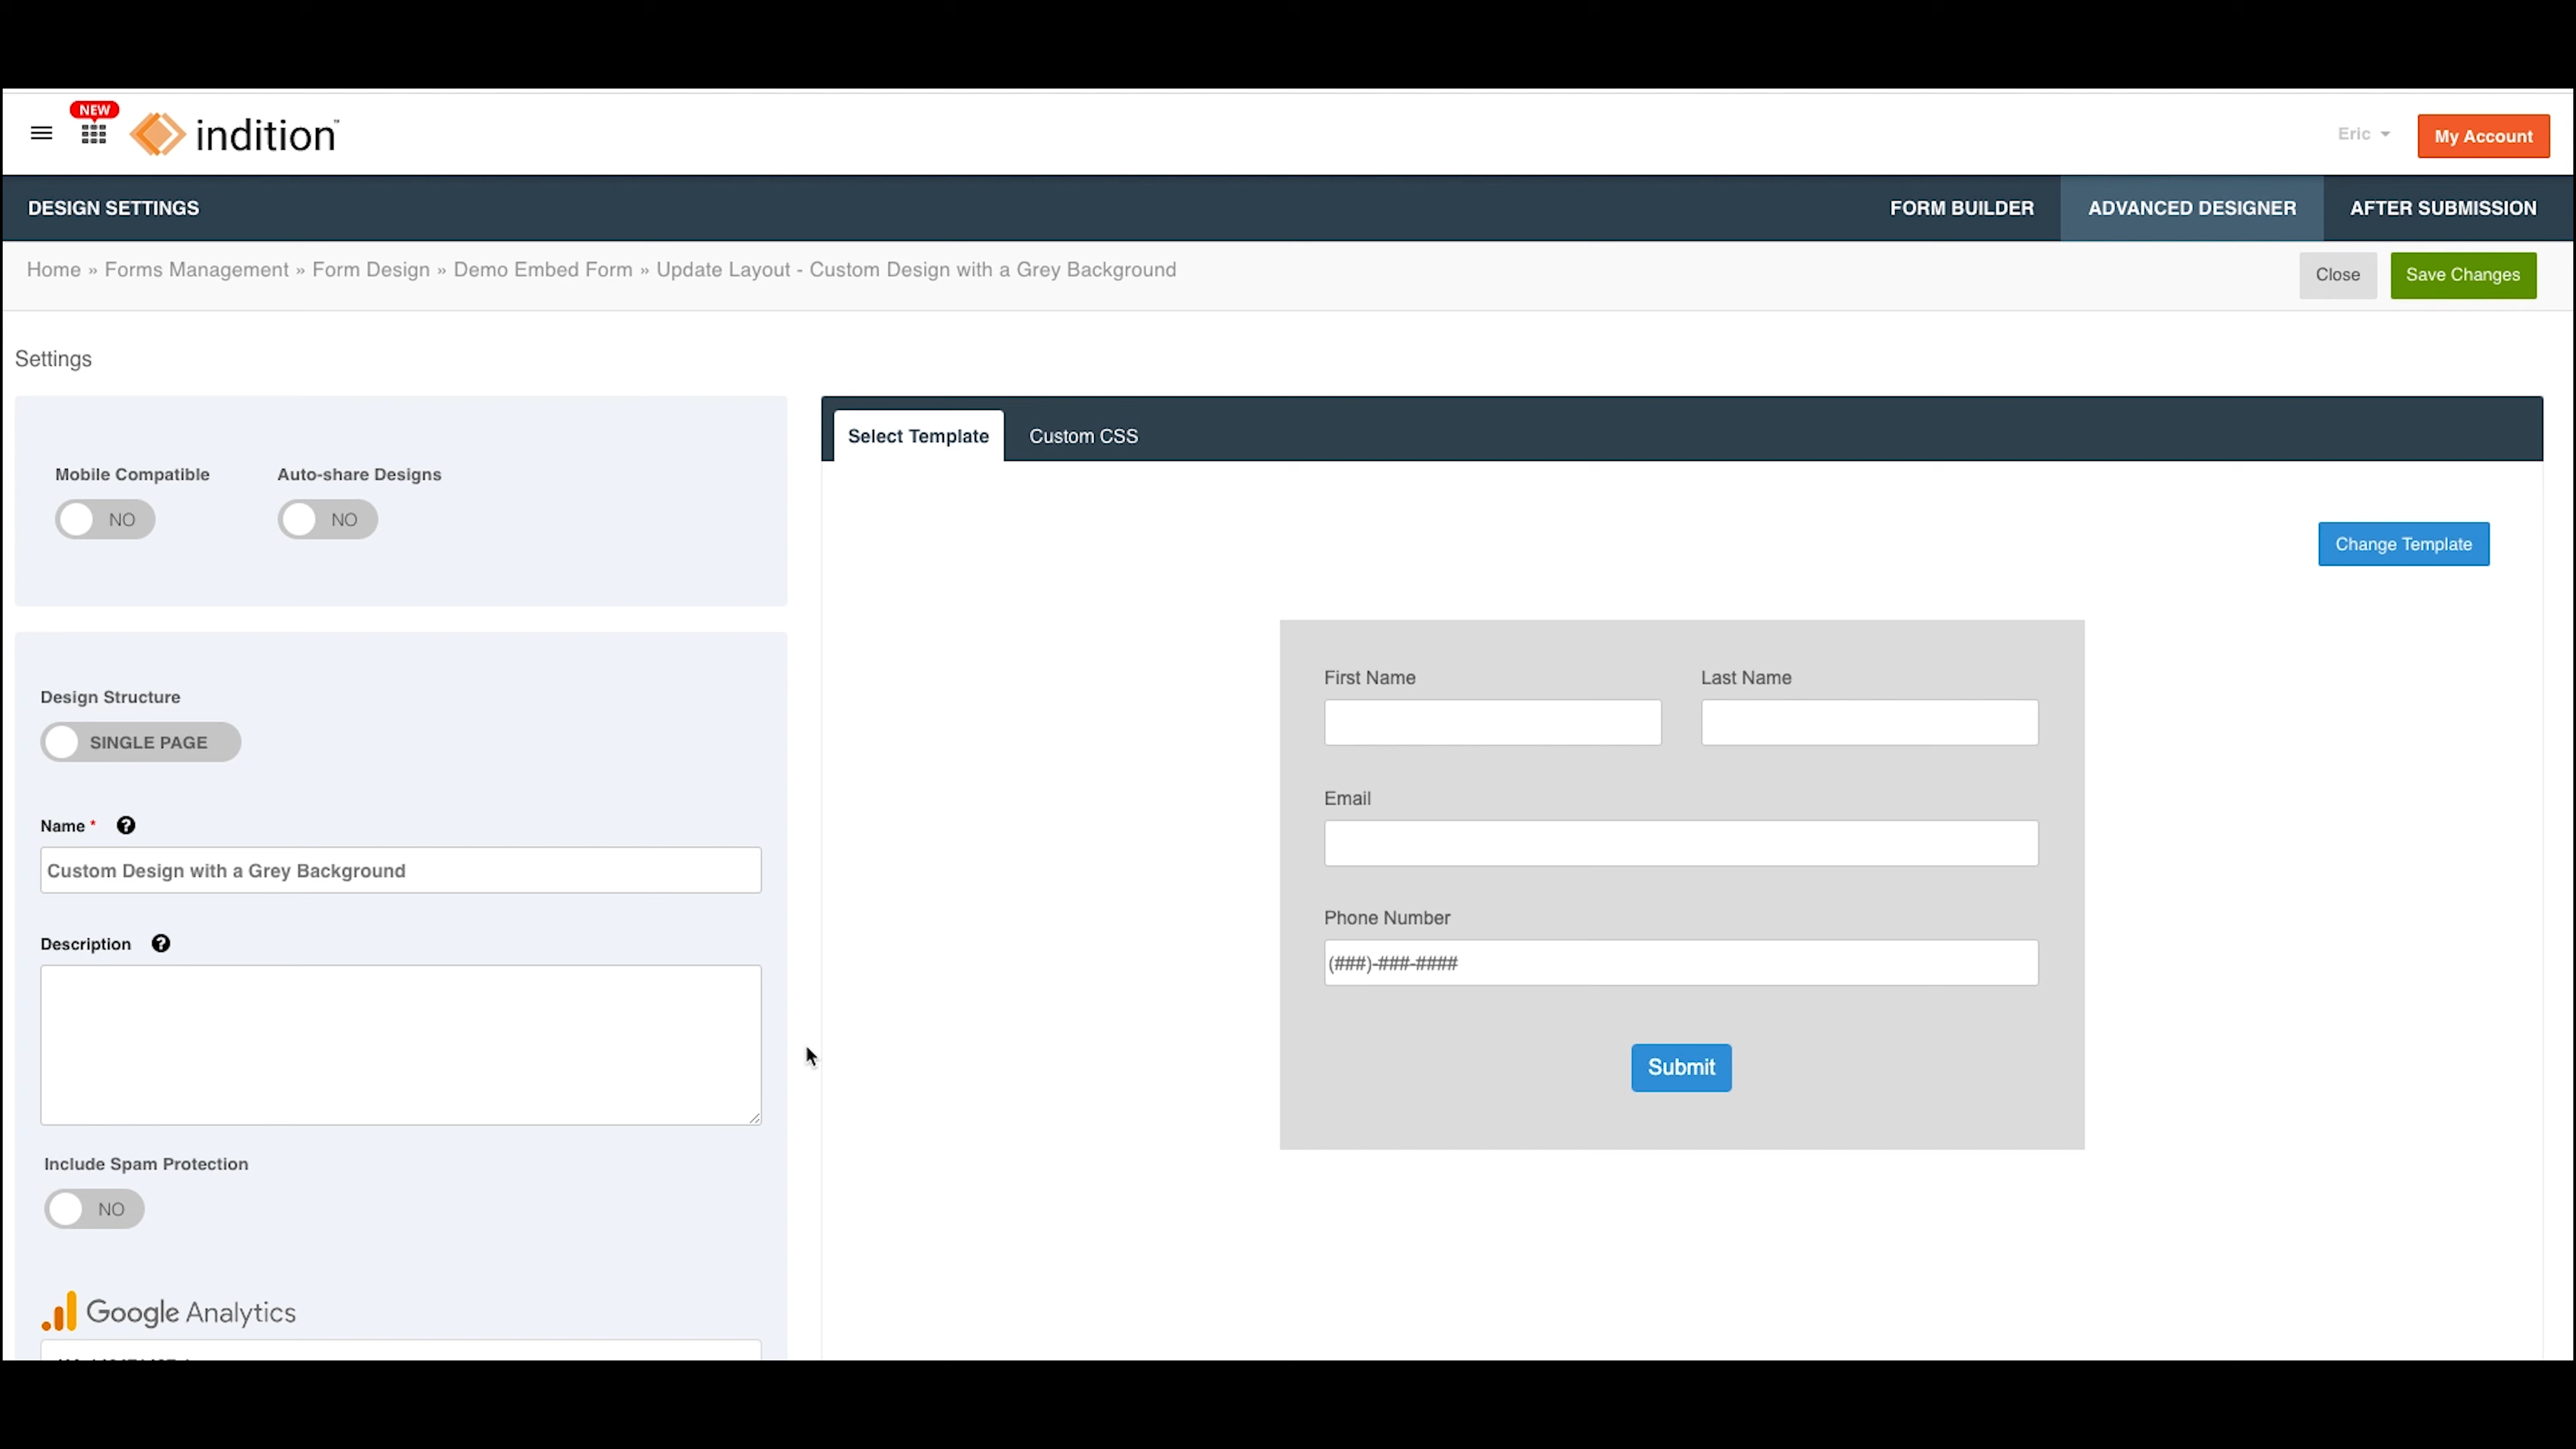 NEW
indition™
Eric
My Account
DESIGN SETTINGS
FORM BUILDER
ADVANCED DESIGNER
AFTER SUBMISSION
Home » Forms Management » Form Design » Demo Embed Form » Update Layout - Custom Design with a Grey Background
Close
Save Changes
Settings
Mobile Compatible
Auto-share Designs
NO
NO
Design Structure
SINGLE PAGE
Name *
Custom Design with a Grey Background
Description
Include Spam Protection
NO
Google Analytics
Select Template
Custom CSS
Change Template
First Name
Last Name
Email
Phone Number
(###)-###-####
Submit